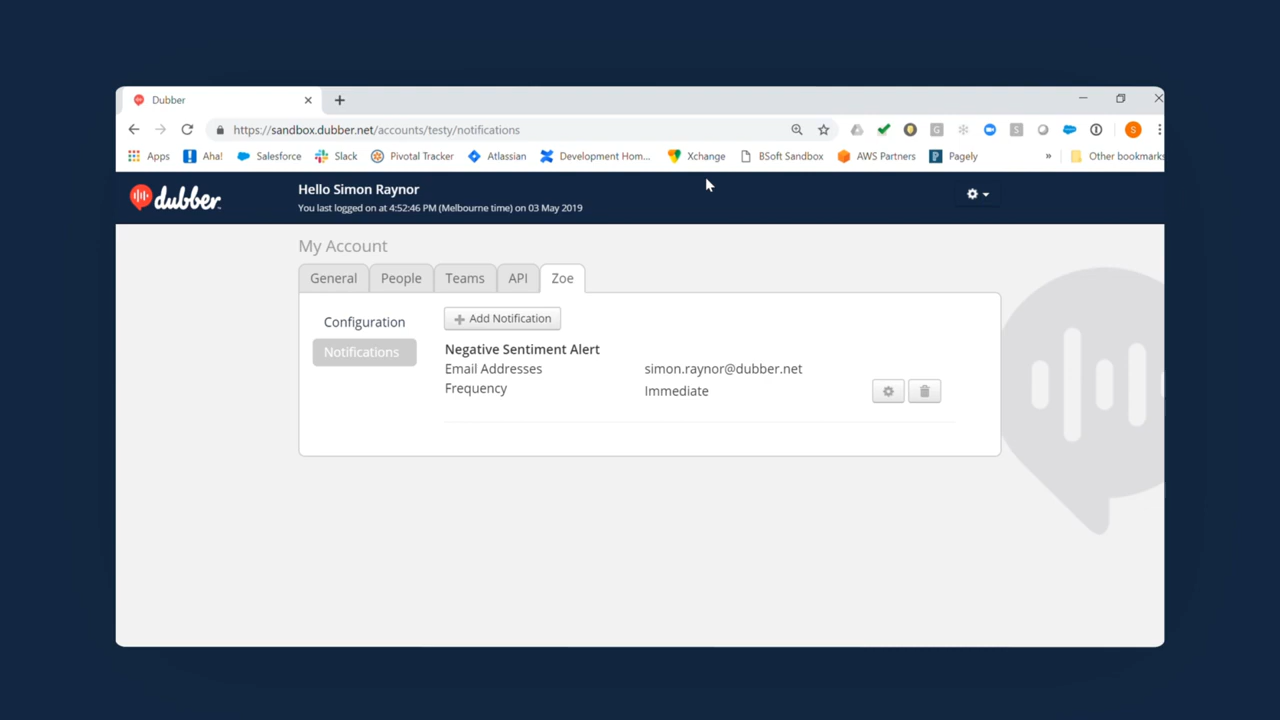 Dubber
https://sandbox.dubber.net/accounts/testy/notifications
S
Apps Aha! Salesforce Slack Pivotal Tracker Atlassian Development Hom... Xchange BSoft Sandbox AWS Partners Pagely » Other bookmarks
dubber
Hello Simon Raynor
You last logged on at 4:52:46 PM (Melbourne time) on 03 May 2019
My Account
General People Teams API Zoe
Configuration
Notifications
Add Notification
Negative Sentiment Alert
Email Addresses simon.raynor@dubber.net
Frequency Immediate